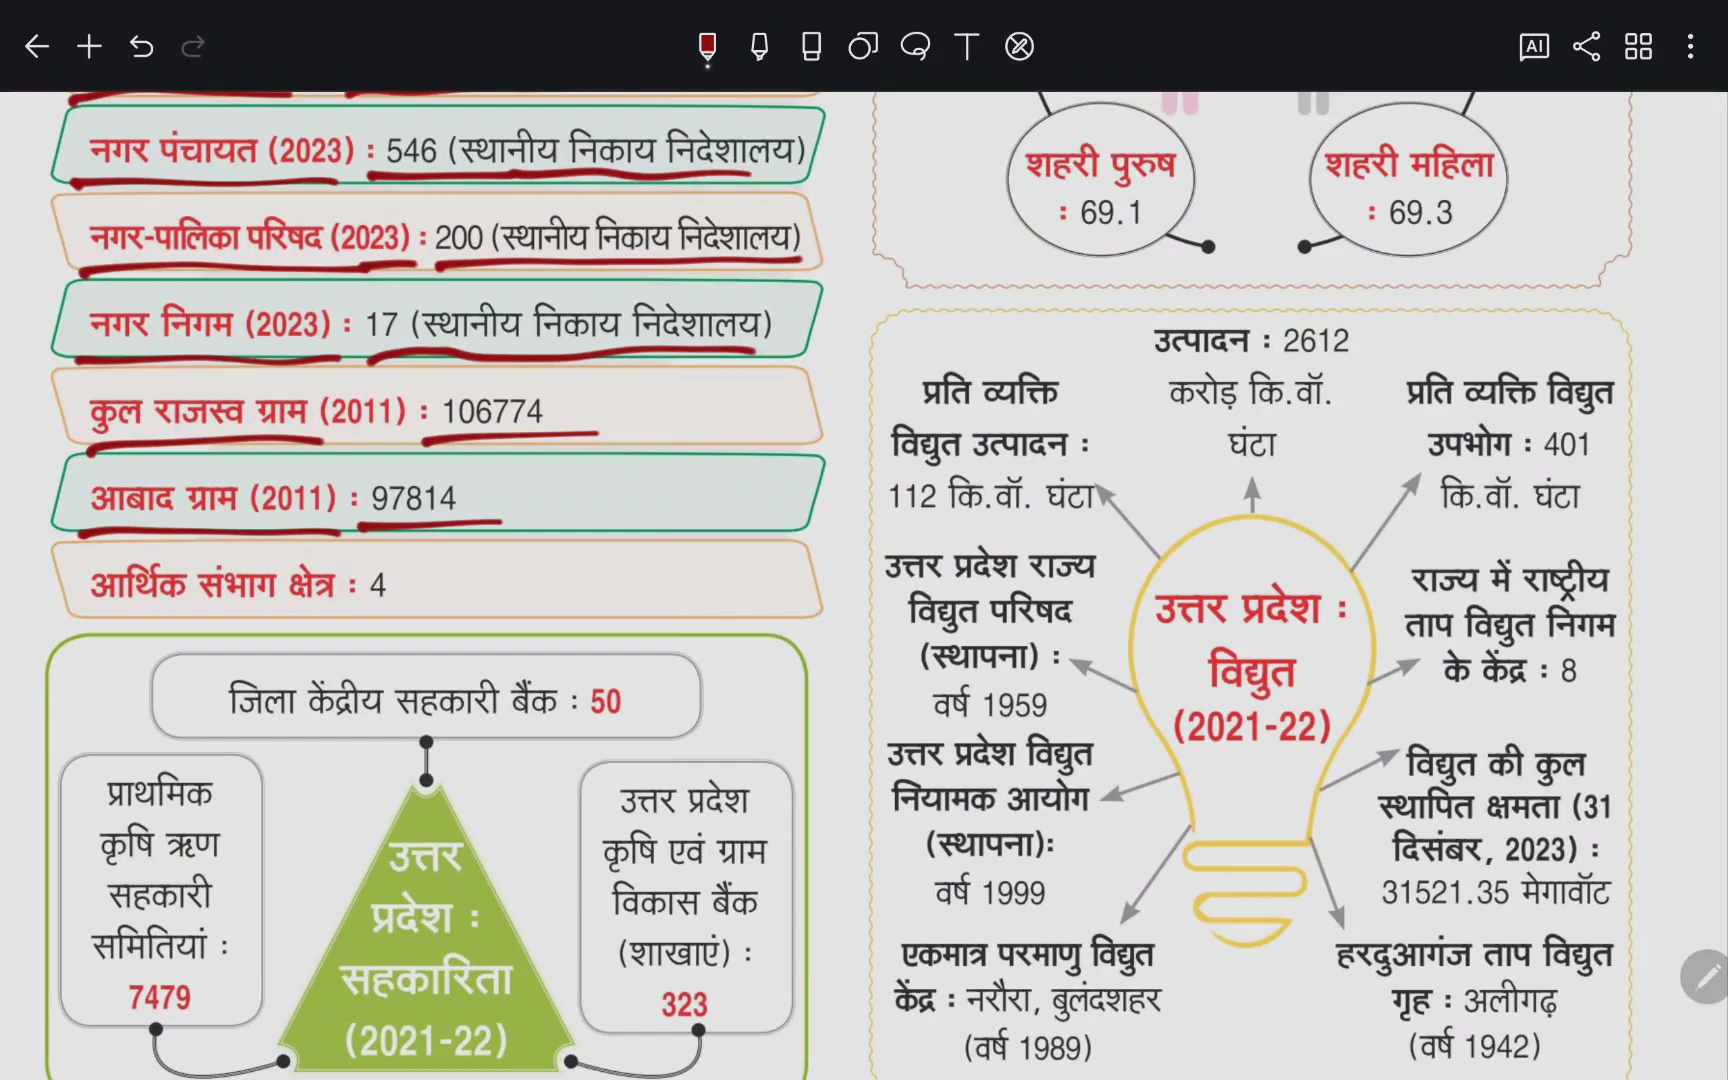 AI
नगर पंचायत (2023) : 546 (स्थानीय निकाय निदेशालय)
नगर-पालिका परिषद (2023) : 200 (स्थानीय निकाय निदेशालय)
नगर निगम (2023) : 17 (स्थानीय निकाय निदेशालय)
कुल राजस्व ग्राम (2011) : 106774
आबाद ग्राम (2011) : 97814
आर्थिक संभाग क्षेत्र : 4
जिला केंद्रीय सहकारी बैंक : 50
प्राथमिक
कृषि ऋण
सहकारी
समितियां :
7479
उत्तर
प्रदेश :
सहकारिता
(2021-22)
उत्तर प्रदेश
कृषि एवं ग्राम
विकास बैंक
(शाखाएं) :
323
शहरी पुरुष
: 69.1
शहरी महिला
: 69.3
उत्पादन : 2612
करोड़ कि.वॉ.
घंटा
प्रति व्यक्ति
विद्युत उत्पादन :
112 कि.वॉ. घंटा
प्रति व्यक्ति विद्युत
उपभोग : 401
कि.वॉ. घंटा
उत्तर प्रदेश राज्य
विद्युत परिषद
(स्थापना) :
वर्ष 1959
उत्तर प्रदेश :
विद्युत
(2021-22)
राज्य में राष्ट्रीय
ताप विद्युत निगम
के केंद्र : 8
उत्तर प्रदेश विद्युत
नियामक आयोग
(स्थापना):
वर्ष 1999
विद्युत की कुल
स्थापित क्षमता (31
दिसंबर, 2023) :
31521.35 मेगावॉट
एकमात्र परमाणु विद्युत
केंद्र : नरौरा, बुलंदशहर
(वर्ष 1989)
हरदुआगंज ताप विद्युत
गृह : अलीगढ़
(वर्ष 1942)